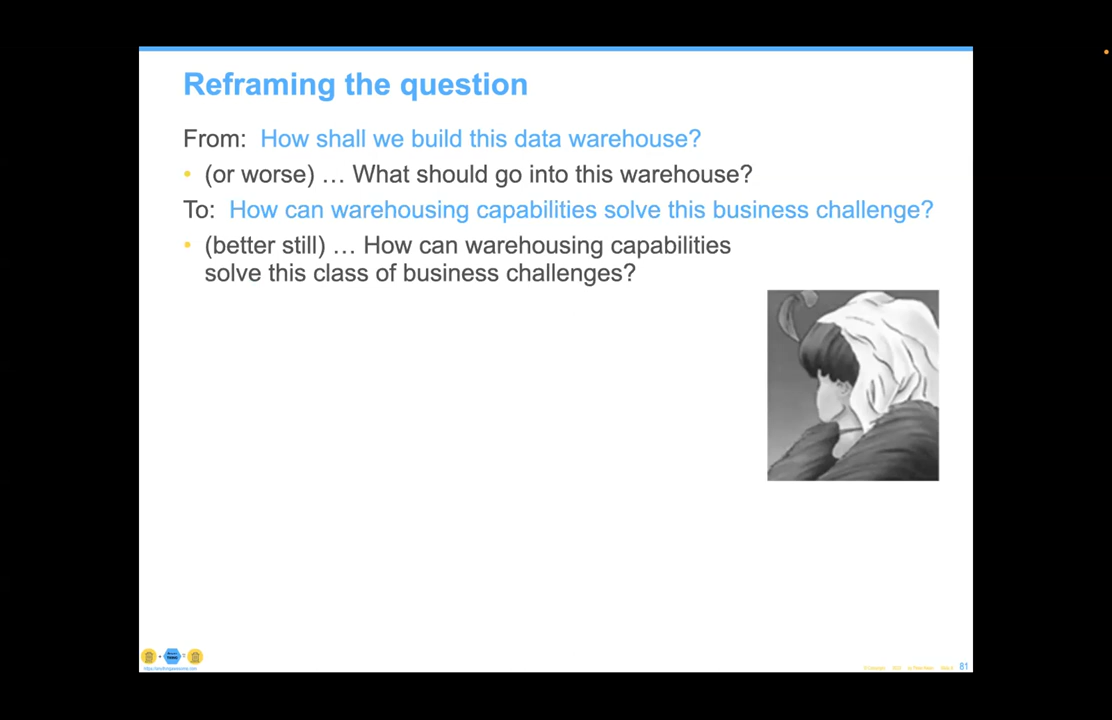 Reframing the question
From: How shall we build this data warehouse?
• (or worse) … What should go into this warehouse?
To: How can warehousing capabilities solve this business challenge?
• (better still) … How can warehousing capabilities
solve this class of business challenges?
81